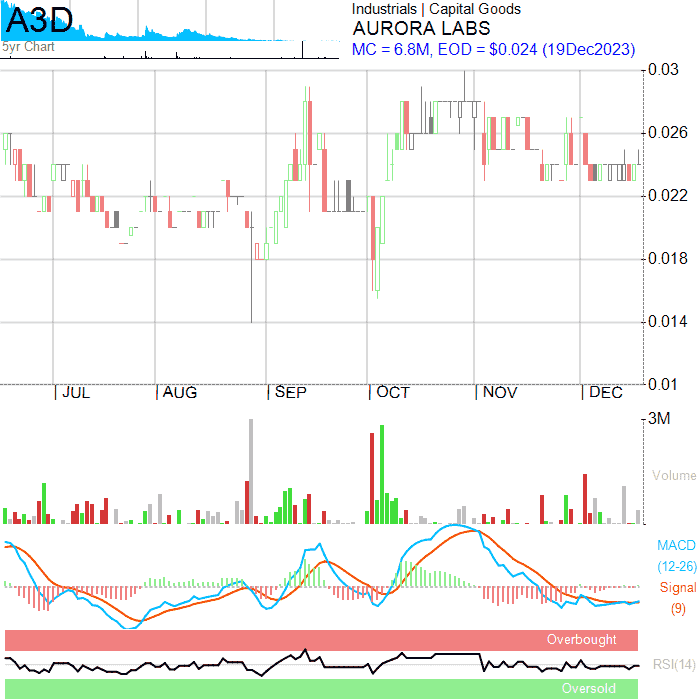 A3D
5yr Chart
Industrials | Capital Goods
AURORA LABS
MC = 6.8M, EOD = $0.024 (19Dec2023)
0.03
0.026
0.022
0.018
0.014
0.01
JUL AUG SEP OCT NOV DEC
3M
Volume
MACD
(12-26)
Signal
(9)
Overbought
RSI(14)
Oversold